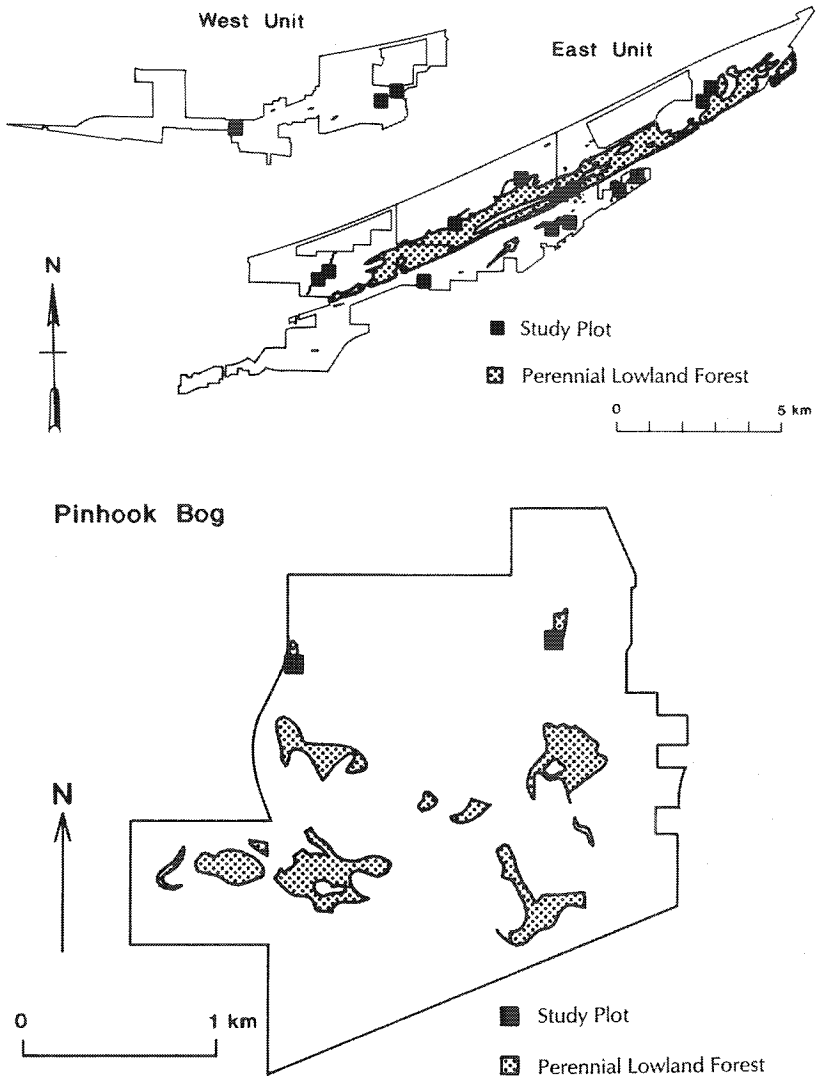 West Unit
East Unit
N
Study Plot
Perennial Lowland Forest
0 5 km
Pinhook Bog
N
0 1 km
Study Plot
Perennial Lowland Forest